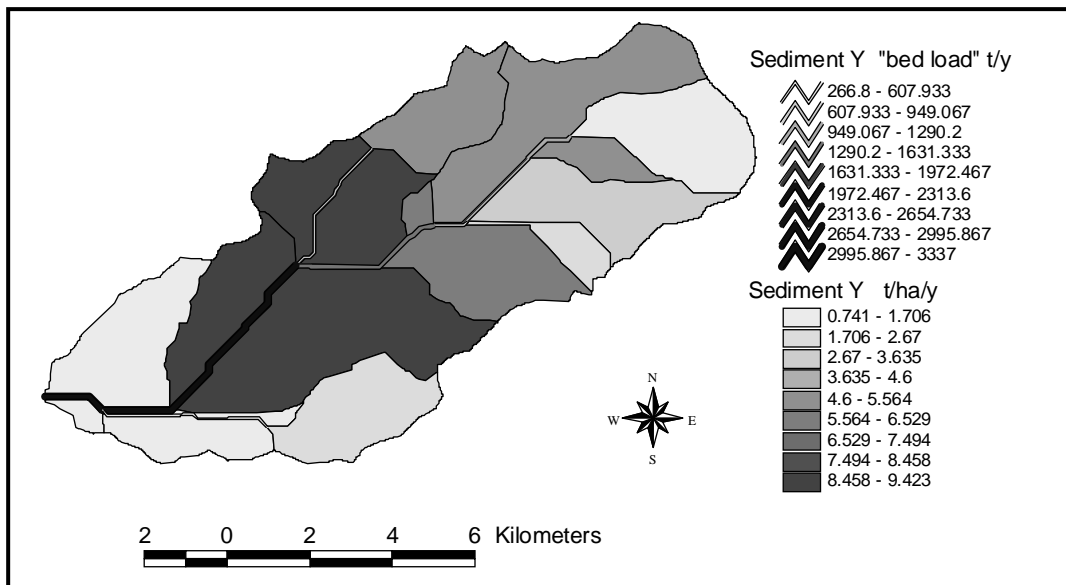 Sediment Y "bed load" t/y
266.8 - 607.933
607.933 - 949.067
949.067 - 1290.2
1290.2 - 1631.333
1631.333 - 1972.467
1972.467 - 2313.6
2313.6 - 2654.733
2654.733 - 2995.867
2995.867 - 3337
Sediment Y t/ha/y
0.741 - 1.706
1.706 - 2.67
2.67 - 3.635
3.635 - 4.6
4.6 - 5.564
5.564 - 6.529
6.529 - 7.494
7.494 - 8.458
8.458 - 9.423
N
W E
S
2 0 2 4 6 Kilometers